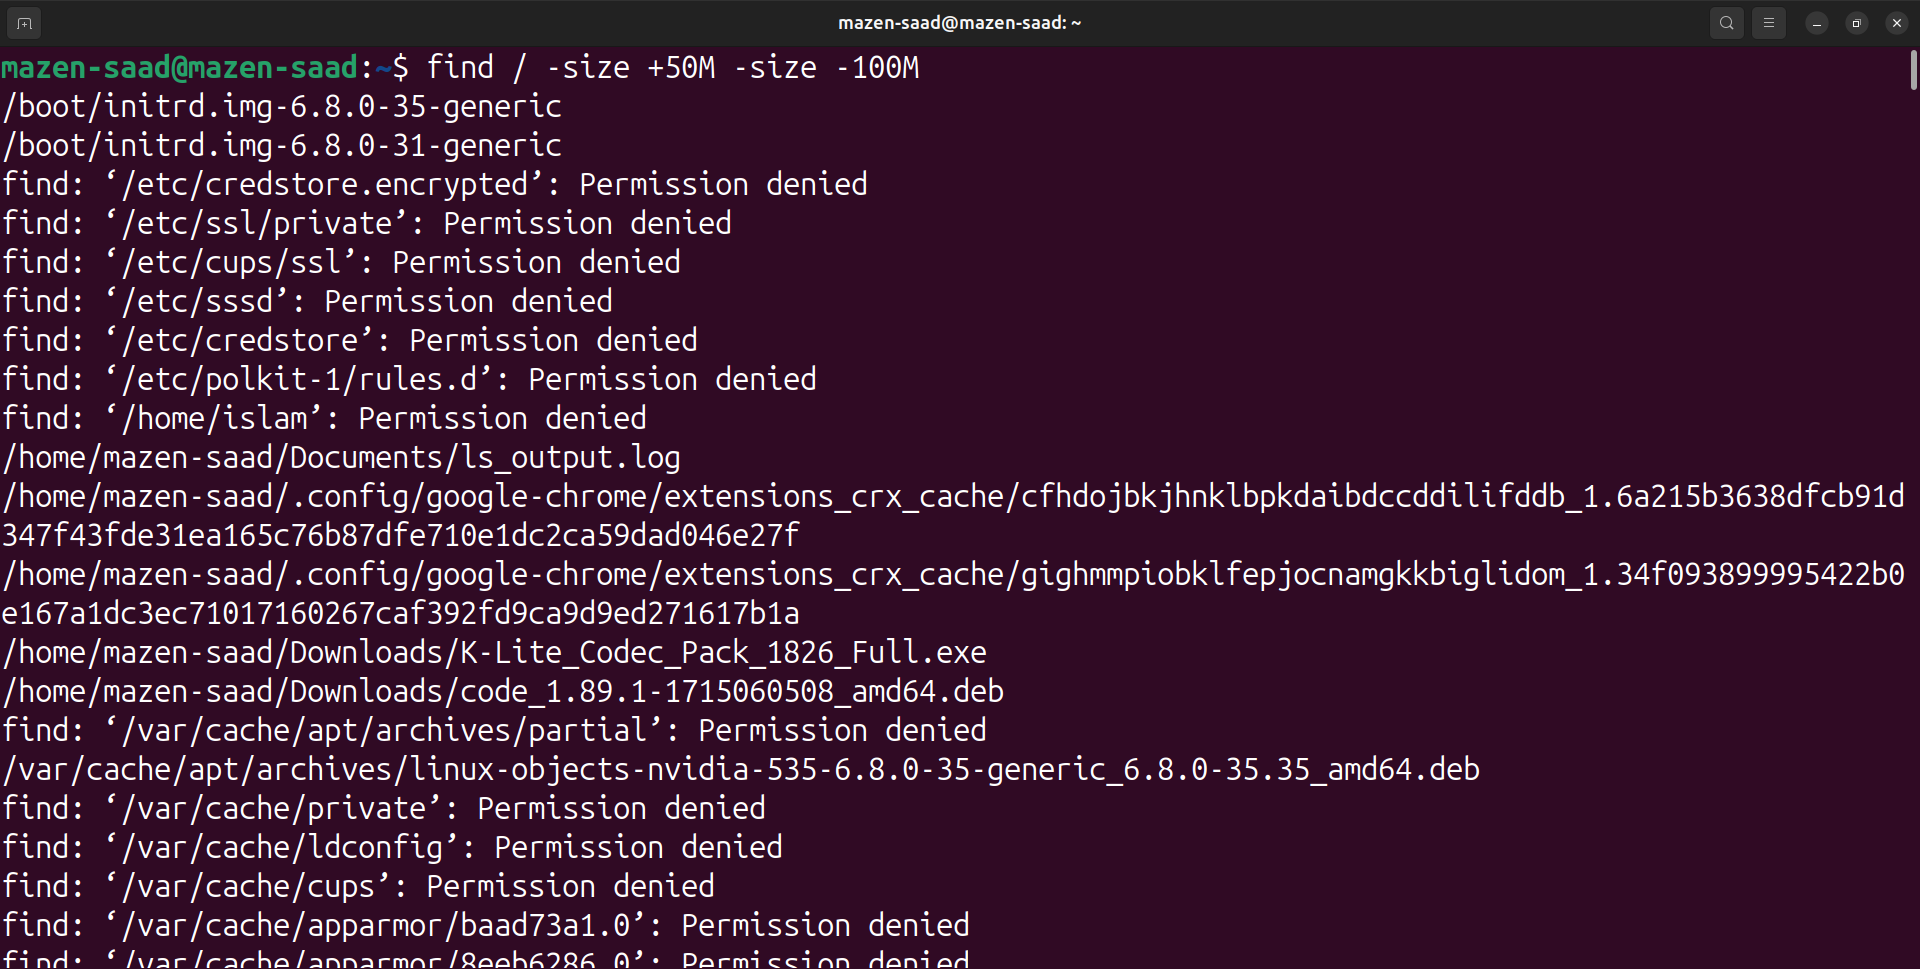 mazen-saad@mazen-saad: ~
mazen-saad@mazen-saad:~$ find / -size +50M -size -100M
/boot/initrd.img-6.8.0-35-generic
/boot/initrd.img-6.8.0-31-generic
find: ‘/etc/credstore.encrypted’: Permission denied
find: ‘/etc/ssl/private’: Permission denied
find: ‘/etc/cups/ssl’: Permission denied
find: ‘/etc/sssd’: Permission denied
find: ‘/etc/credstore’: Permission denied
find: ‘/etc/polkit-1/rules.d’: Permission denied
find: ‘/home/islam’: Permission denied
/home/mazen-saad/Documents/ls_output.log
/home/mazen-saad/.config/google-chrome/extensions_crx_cache/cfhdojbkjhnklbpkdaibdccddilifddb_1.6a215b3638dfcb91d
347f43fde31ea165c76b87dfe710e1dc2ca59dad046e27f
/home/mazen-saad/.config/google-chrome/extensions_crx_cache/gighmmpiobklfepjocnamgkkbiglidom_1.34f093899995422b0
e167a1dc3ec71017160267caf392fd9ca9d9ed271617b1a
/home/mazen-saad/Downloads/K-Lite_Codec_Pack_1826_Full.exe
/home/mazen-saad/Downloads/code_1.89.1-1715060508_amd64.deb
find: ‘/var/cache/apt/archives/partial’: Permission denied
/var/cache/apt/archives/linux-objects-nvidia-535-6.8.0-35-generic_6.8.0-35.35_amd64.deb
find: ‘/var/cache/private’: Permission denied
find: ‘/var/cache/ldconfig’: Permission denied
find: ‘/var/cache/cups’: Permission denied
find: ‘/var/cache/apparmor/baad73a1.0’: Permission denied
find: ‘/var/cache/apparmor/8eeb6286.0’: Permission denied